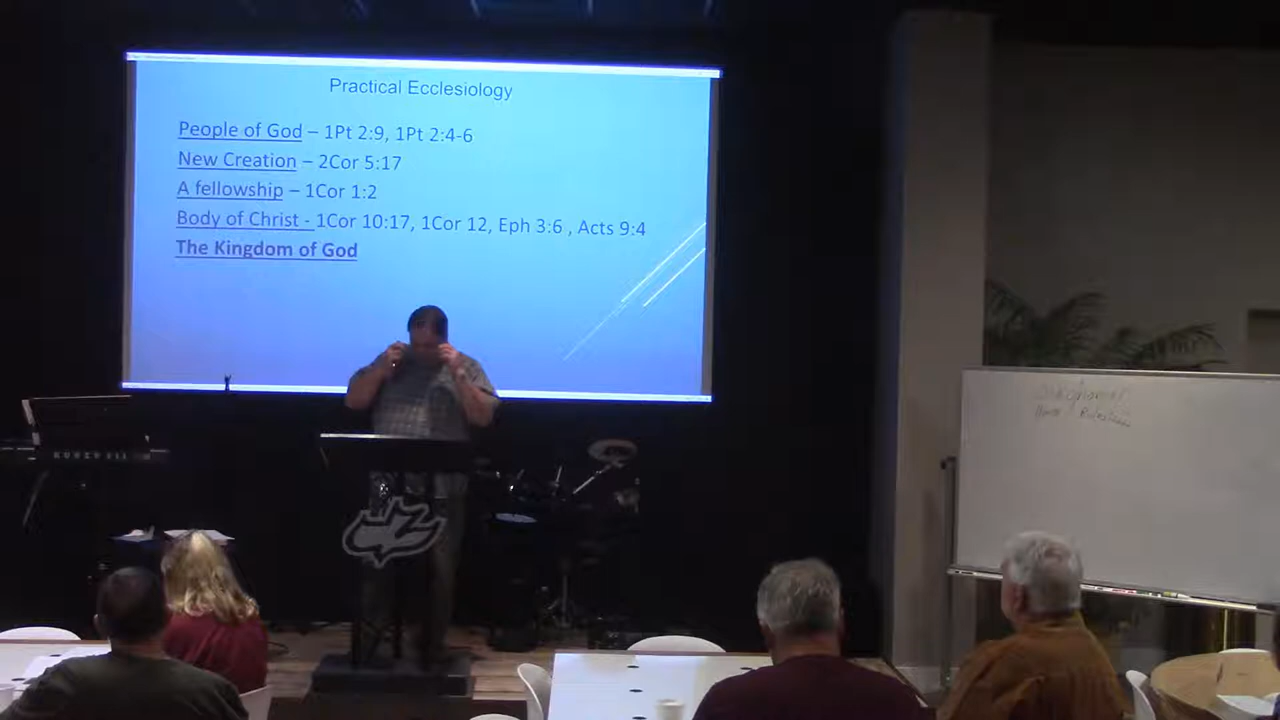 Practical Ecclesiology
People of God – 1Pt 2:9, 1Pt 2:4-6
New Creation – 2Cor 5:17
A fellowship – 1Cor 1:2
Body of Christ - 1Cor 10:17, 1Cor 12, Eph 3:6 , Acts 9:4
The Kingdom of God